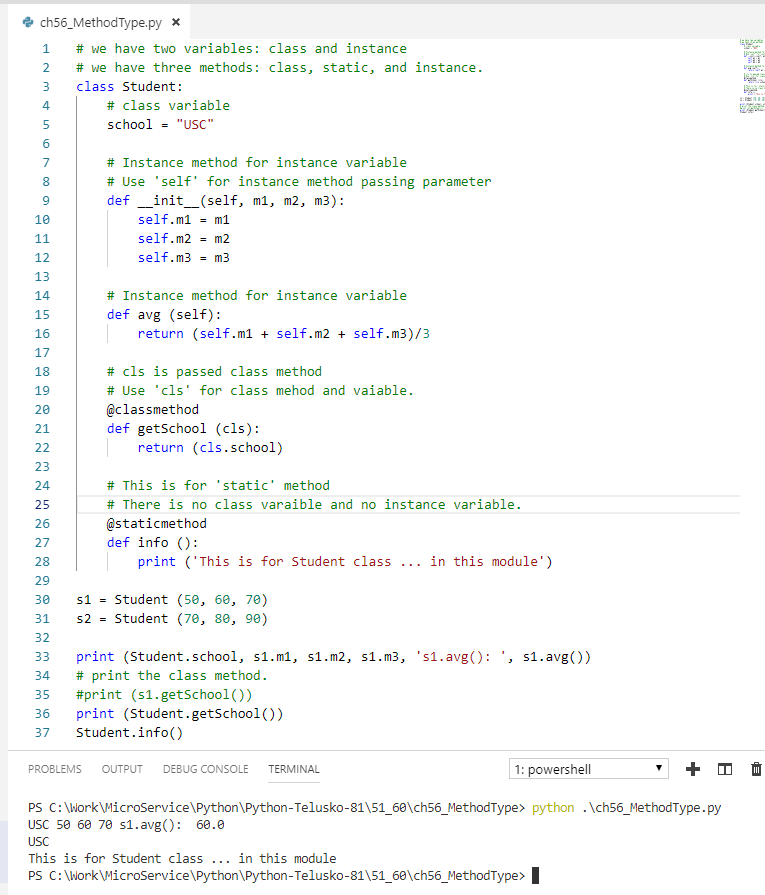 ch56_MethodType.py ×
1 # we have two variables: class and instance
2 # we have three methods: class, static, and instance.
3 class Student:
4     # class variable
5     school = "USC"
6
7     # Instance method for instance variable
8     # Use 'self' for instance method passing parameter
9     def __init__(self, m1, m2, m3):
10         self.m1 = m1
11         self.m2 = m2
12         self.m3 = m3
13
14     # Instance method for instance variable
15     def avg (self):
16         return (self.m1 + self.m2 + self.m3)/3
17
18     # cls is passed class method
19     # Use 'cls' for class mehod and vaiable.
20     @classmethod
21     def getSchool (cls):
22         return (cls.school)
23
24     # This is for 'static' method
25     # There is no class varaible and no instance variable.
26     @staticmethod
27     def info ():
28         print ('This is for Student class ... in this module')
29
30 s1 = Student (50, 60, 70)
31 s2 = Student (70, 80, 90)
32
33 print (Student.school, s1.m1, s1.m2, s1.m3, 's1.avg(): ', s1.avg())
34 # print the class method.
35 #print (s1.getSchool())
36 print (Student.getSchool())
37 Student.info()
PROBLEMS OUTPUT DEBUG CONSOLE TERMINAL 1: powershell
PS C:\Work\MicroService\Python\Python-Telusko-81\51_60\ch56_MethodType> python .\ch56_MethodType.py
USC 50 60 70 s1.avg():  60.0
USC
This is for Student class ... in this module
PS C:\Work\MicroService\Python\Python-Telusko-81\51_60\ch56_MethodType>